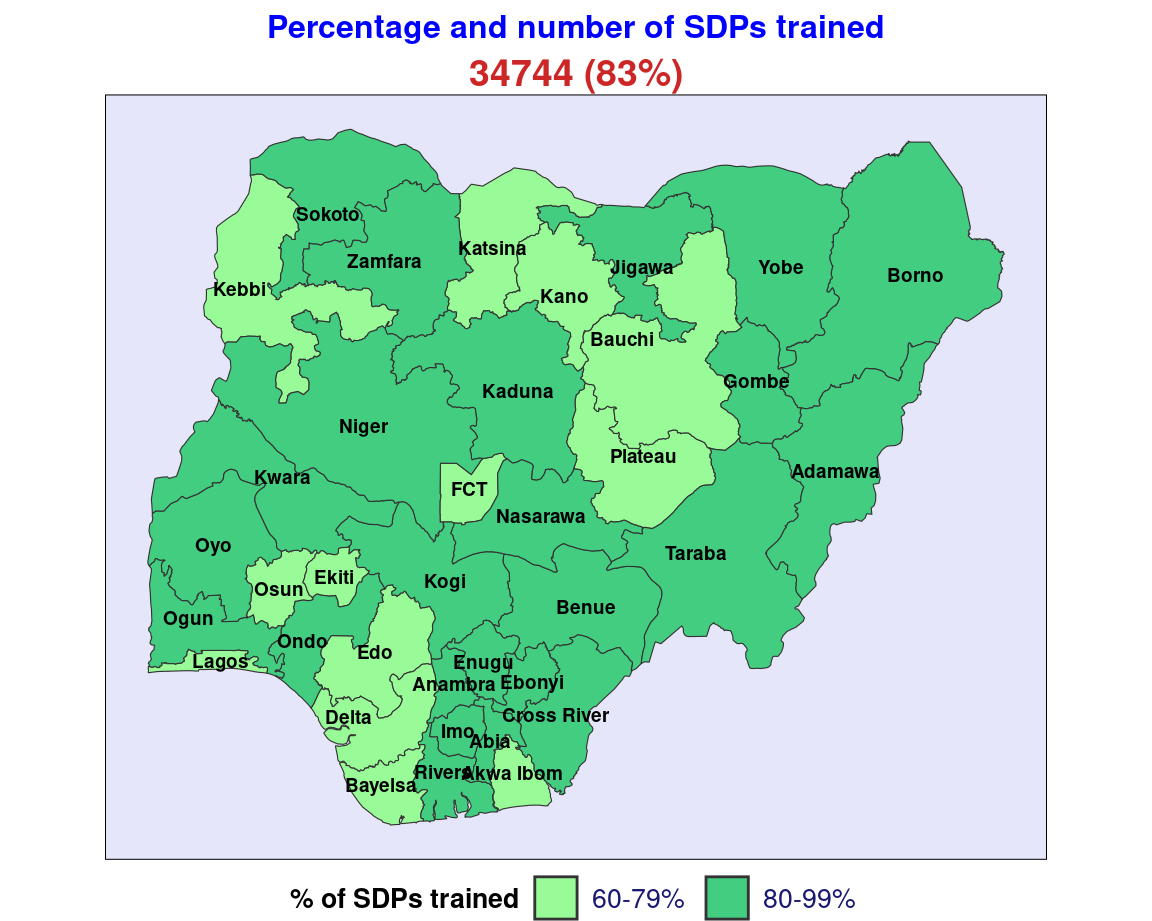 Percentage and number of SDPs trained
34744 (83%)
Sokoto
Katsina
Zamfara
Jigawa
Yobe
Borno
Kebbi
Kano
Bauchi
Gombe
Kaduna
Niger
Plateau
Adamawa
Kwara
FCT
Nasarawa
Oyo
Taraba
Osun
Ekiti
Kogi
Benue
Ogun
Ondo
Edo
Lagos
Enugu
Anambra
Ebonyi
Delta
Cross River
Imo
Abia
Rivers
Akwa Ibom
Bayelsa
% of SDPs trained
60-79%
80-99%